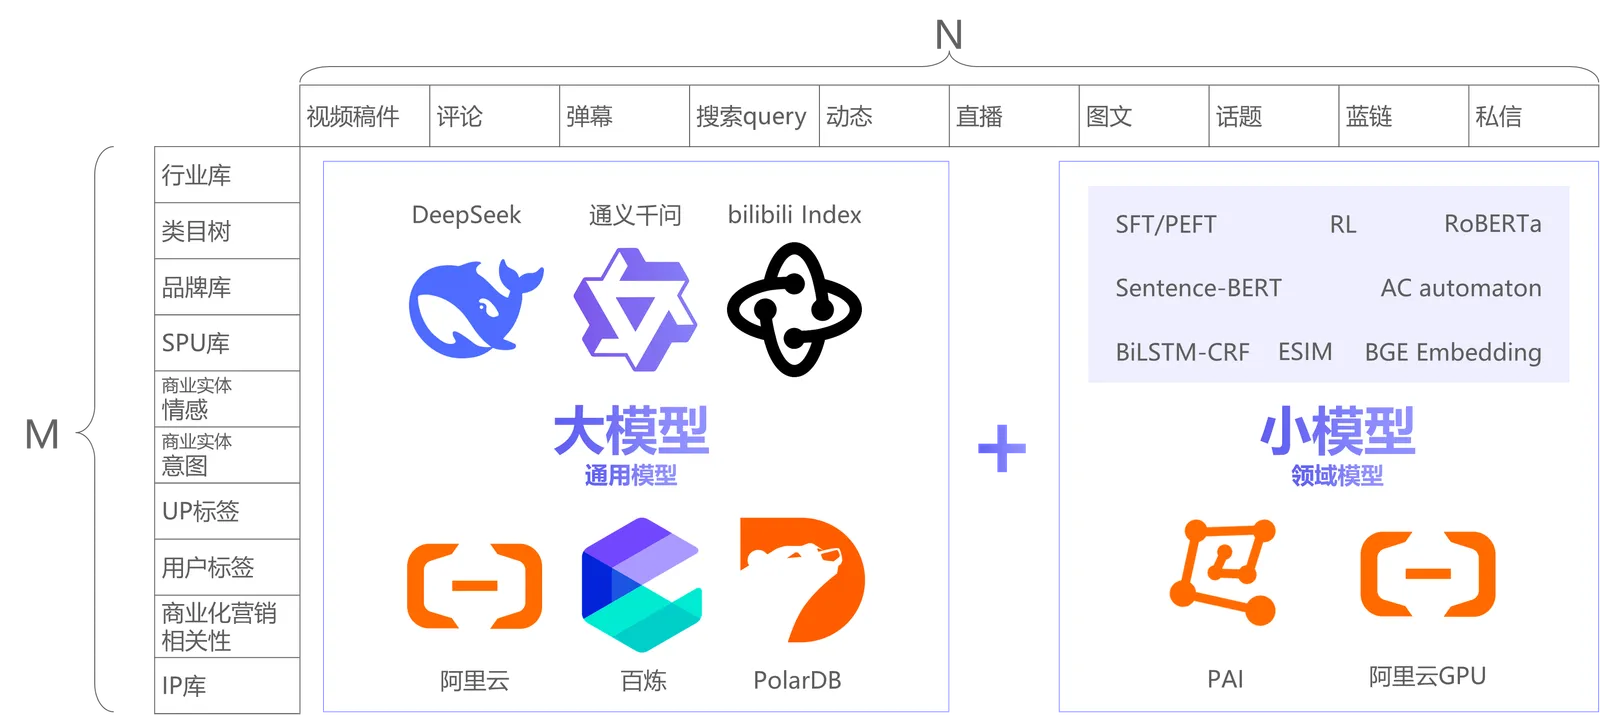 N
视频稿件
评论
弹幕
搜索query
动态
直播
图文
话题
蓝链
私信
M
行业库
类目树
品牌库
SPU库
商业实体
情感
商业实体
意图
UP标签
用户标签
商业化营销
相关性
IP库
DeepSeek
通义千问
bilibili Index
大模型
通用模型
阿里云
百炼
PolarDB
+
SFT/PEFT
RL
RoBERTa
Sentence-BERT
AC automaton
BiLSTM-CRF
ESIM
BGE Embedding
小模型
领域模型
PAI
阿里云GPU